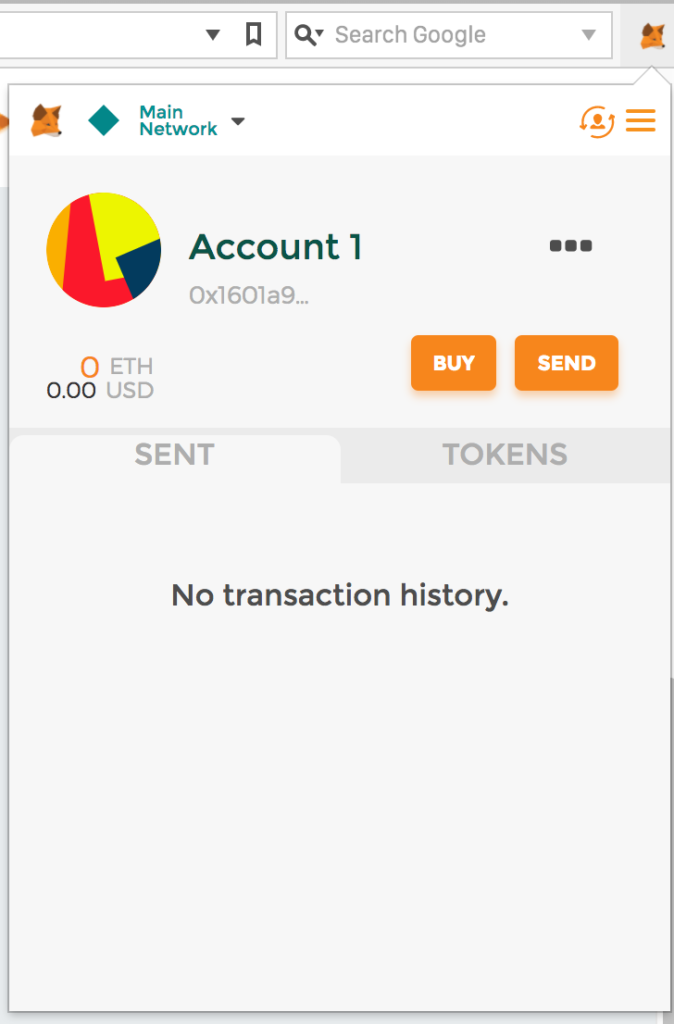 Search Google
Main
Network
Account 1
0x1601a9...
0 ETH
0.00 USD
BUY
SEND
SENT
TOKENS
No transaction history.